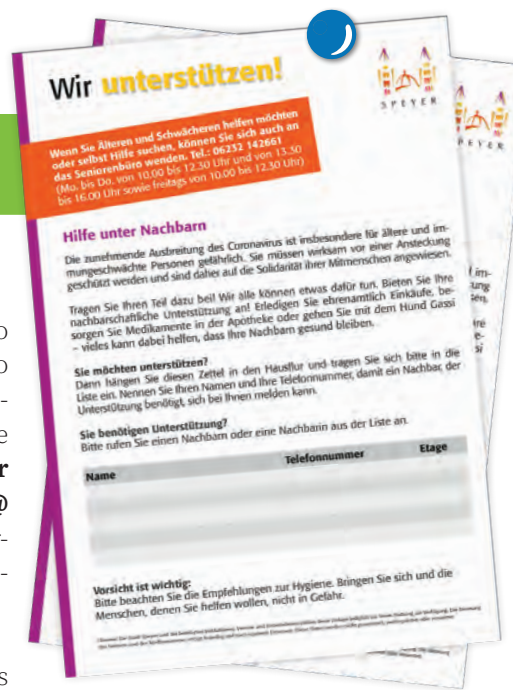 Wir unterstützen!
SPEYER
SPEYER
Wenn Sie Älteren und Schwächeren helfen möchten
oder selbst Hilfe suchen, können Sie sich auch an
das Seniorenbüro wenden. Tel.: 06232 142661
(Mo. bis Do. von 10.00 bis 12.30 Uhr und von 13.30
bis 16.00 Uhr sowie freitags von 10.00 bis 12.30 Uhr)
Hilfe unter Nachbarn
Die zunehmende Ausbreitung des Coronavirus ist insbesondere für ältere und im-
mungeschwächte Personen gefährlich. Sie müssen wirksam vor einer Ansteckung
geschützt werden und sind daher auf die Solidarität ihrer Mitmenschen angewiesen.
Tragen Sie Ihren Teil dazu bei! Wir alle können etwas dafür tun. Bieten Sie Ihre
nachbarschaftliche Unterstützung an! Erledigen Sie ehrenamtlich Einkäufe, be-
sorgen Sie Medikamente in der Apotheke oder gehen Sie mit dem Hund Gassi
– vieles kann dabei helfen, dass Ihre Nachbarn gesund bleiben.
Sie möchten unterstützen?
Dann hängen Sie diesen Zettel in den Hausflur und tragen Sie sich bitte in die
Liste ein. Nennen Sie Ihren Namen und Ihre Telefonnummer, damit ein Nachbar, der
Unterstützung benötigt, sich bei Ihnen melden kann.
Sie benötigen Unterstützung?
Bitte rufen Sie einen Nachbarn oder eine Nachbarin aus der Liste an.
Name Telefonnummer Etage
Vorsicht ist wichtig:
Bitte beachten Sie die Empfehlungen zur Hygiene. Bringen Sie sich und die
Menschen, denen Sie helfen wollen, nicht in Gefahr.